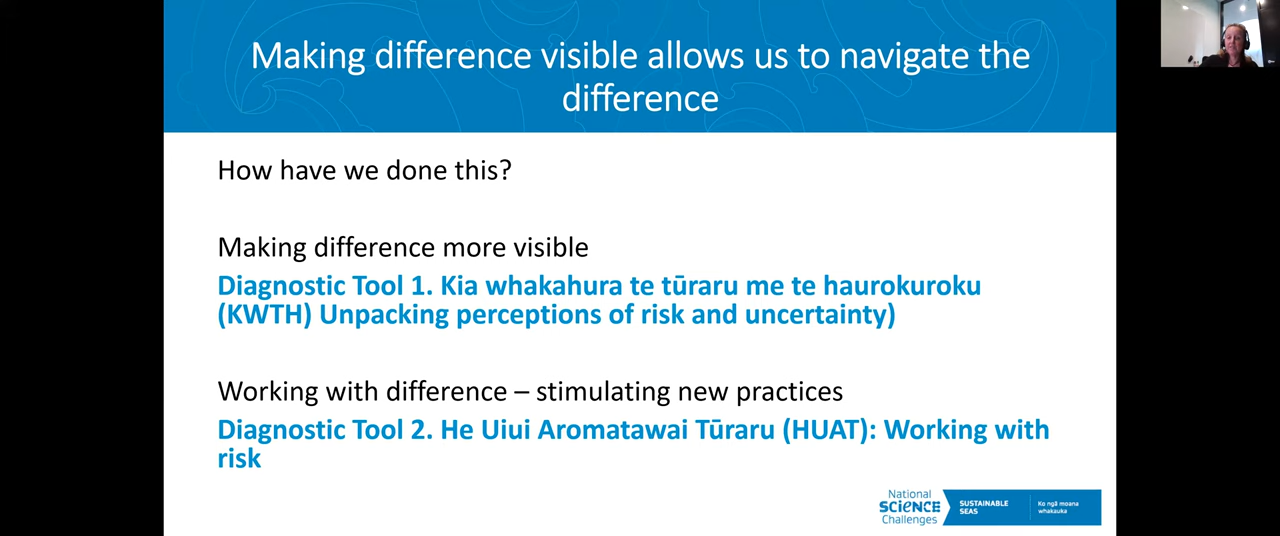 Making difference visible allows us to navigate the
difference
How have we done this?
Making difference more visible
Diagnostic Tool 1. Kia whakahura te tūraru me te haurokuroku
(KWTH) Unpacking perceptions of risk and uncertainty)
Working with difference – stimulating new practices
Diagnostic Tool 2. He Uiui Aromatawai Tūraru (HUAT): Working with
risk
National
SCIENCE
Challenges
SUSTAINABLE
SEAS
Ko ngā moana
whakauka